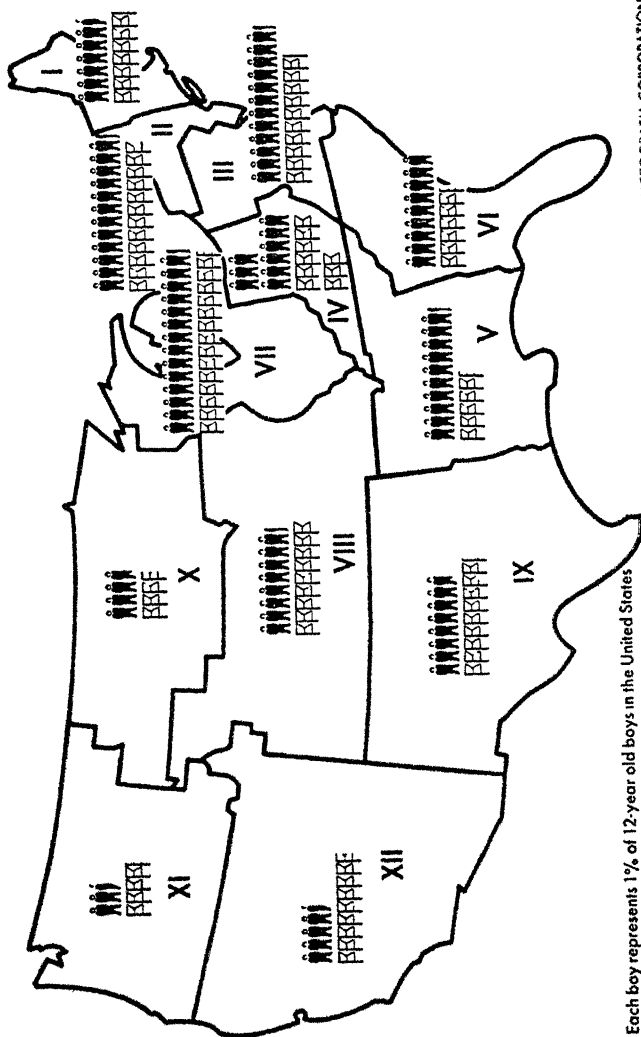 I
II
III
IV
V
VI
VII
VIII
IX
X
XI
XII
Each boy represents 1% of 12-year old boys in the United States
CORPORATION